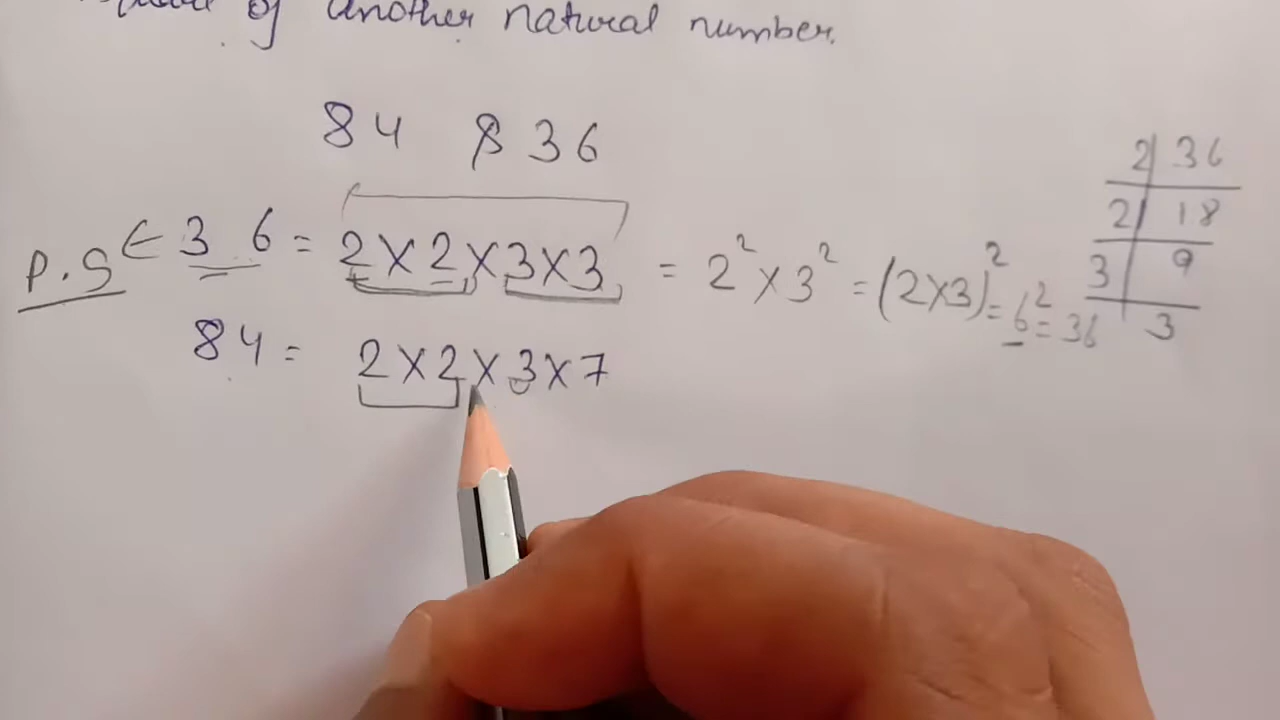 of another natural number.
84 & 36
P.S ← 36 = 2×2×3×3 = 2² × 3² = (2×3)² = 6² = 36
84 = 2×2×3×7
2 | 36
2 | 18
3 | 9
3